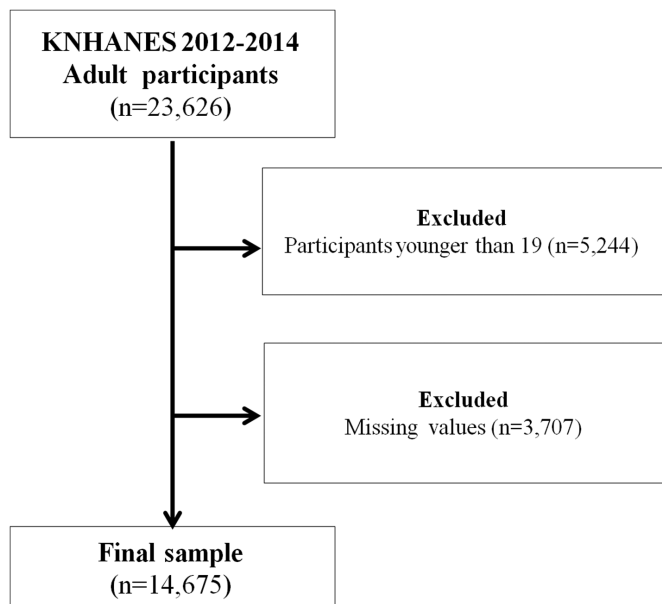 KNHANES 2012-2014
Adult participants
(n=23,626)
Excluded
Participants younger than 19 (n=5,244)
Excluded
Missing values (n=3,707)
Final sample
(n=14,675)